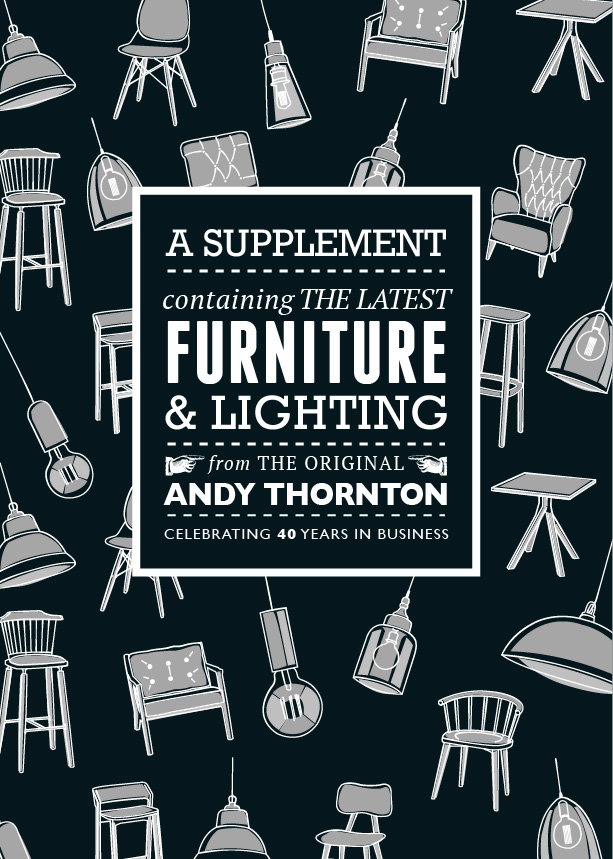 A SUPPLEMENT
containing THE LATEST
FURNITURE
& LIGHTING
from THE ORIGINAL
ANDY THORNTON
CELEBRATING 40 YEARS IN BUSINESS